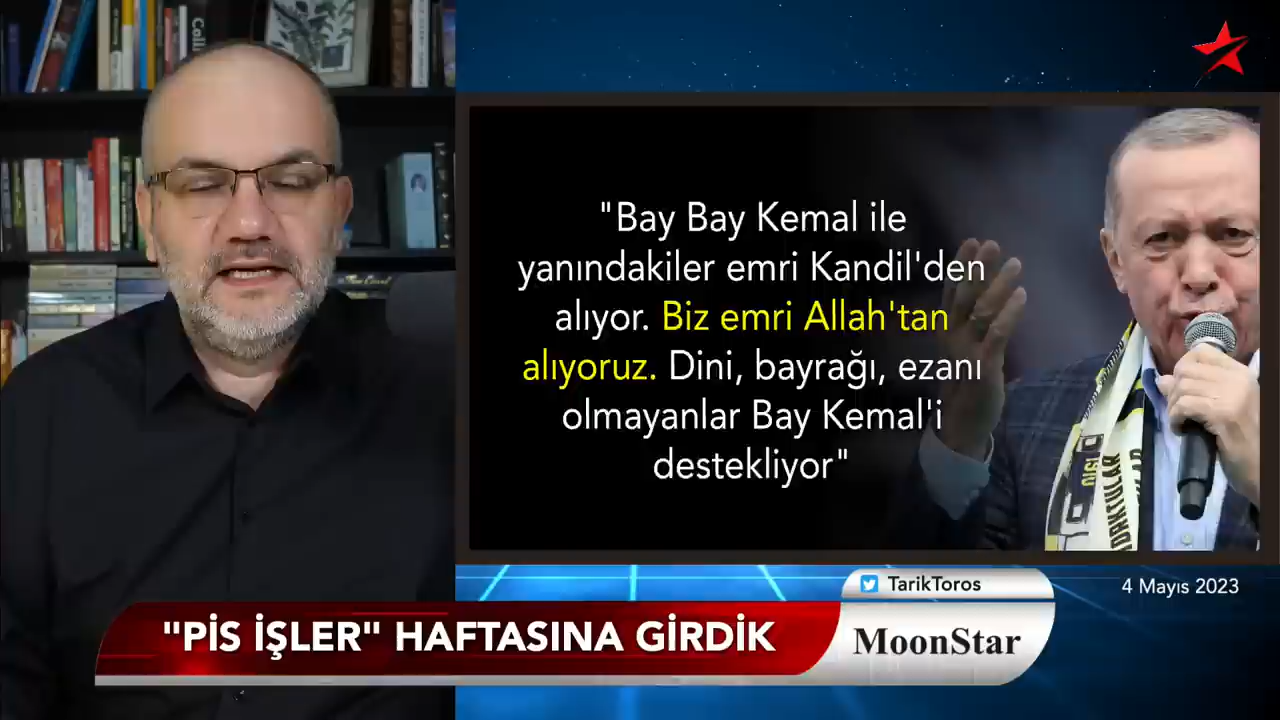 "Bay Bay Kemal ile
yanındakiler emri Kandil'den
alıyor. Biz emri Allah'tan
alıyoruz. Dini, bayrağı, ezanı
olmayanlar Bay Kemal'i
destekliyor"
TarikToros
4 Mayıs 2023
"PİS İŞLER" HAFTASINA GİRDİK
MoonStar